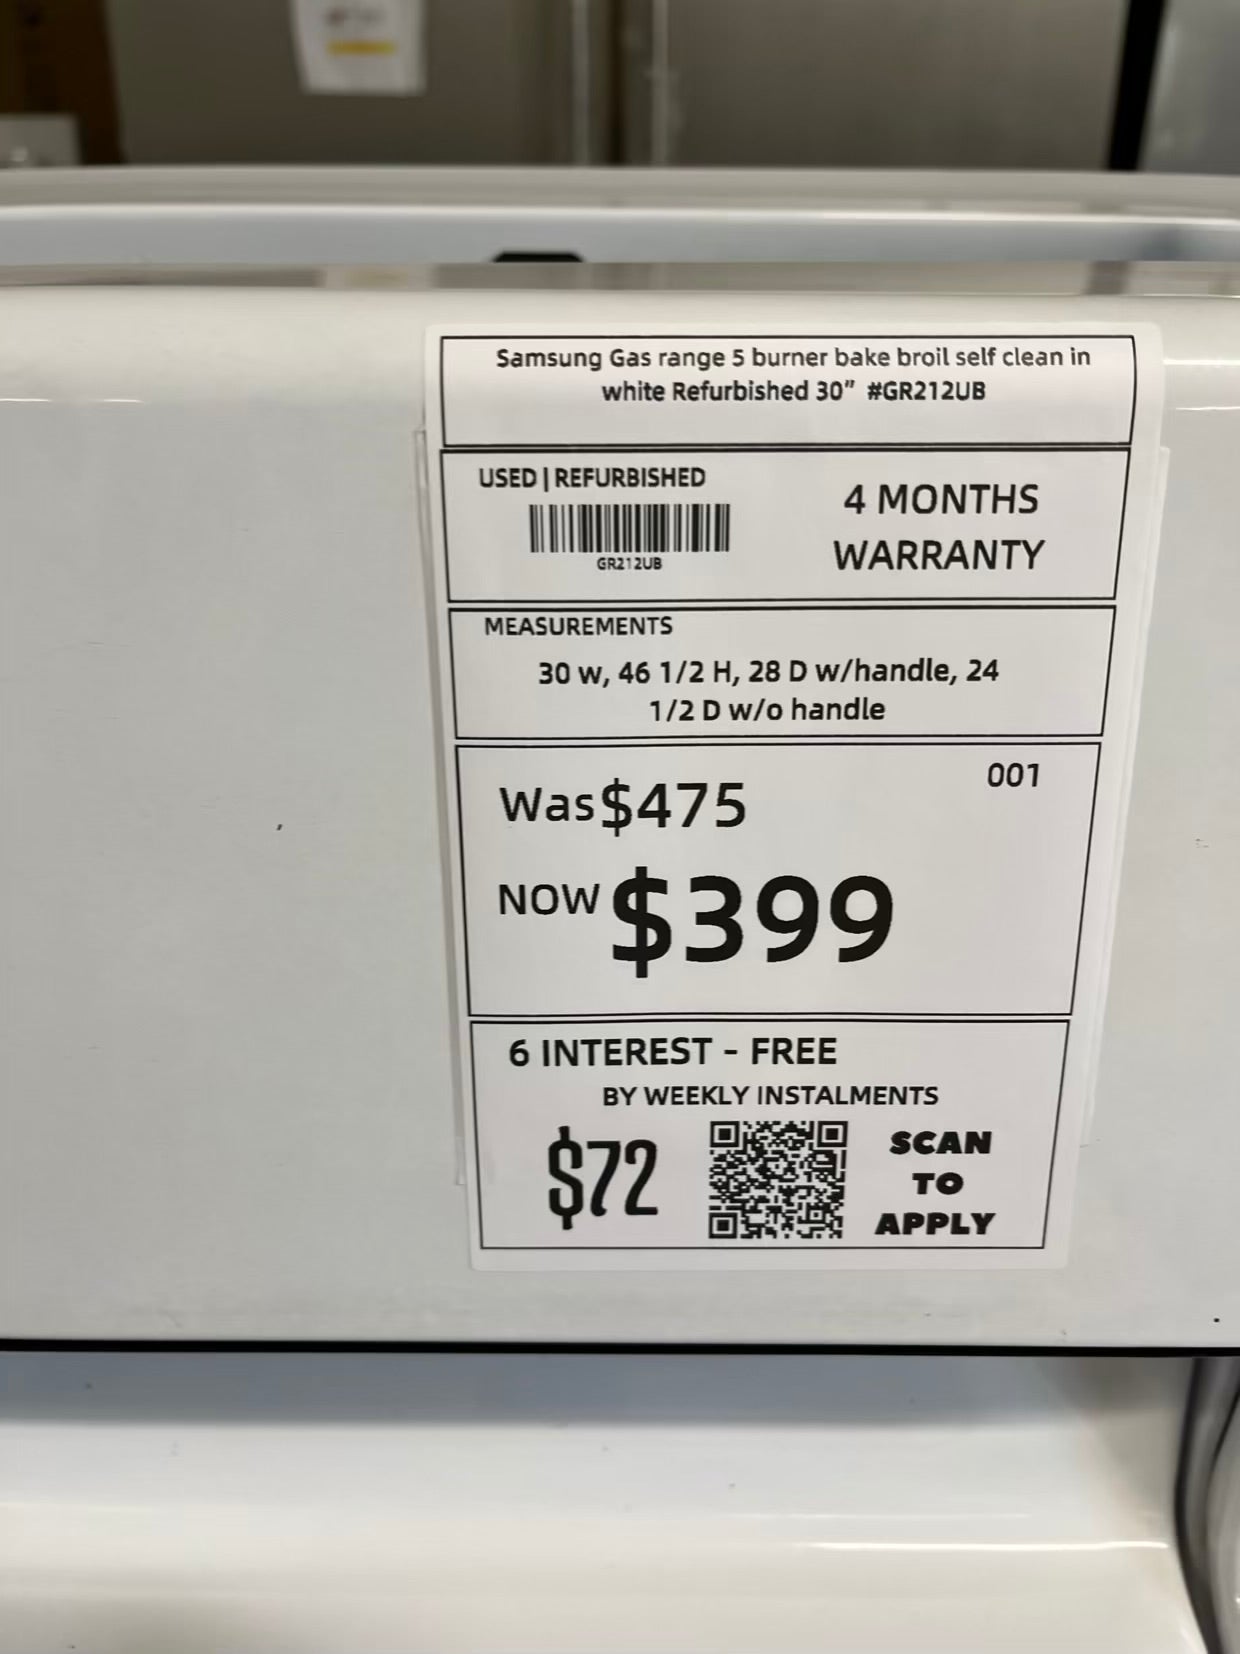 Samsung Gas range 5 burner bake broil self clean in
white Refurbished 30” #GR212UB
USED | REFURBISHED
GR212UB
4 MONTHS
WARRANTY
MEASUREMENTS
30 w, 46 1/2 H, 28 D w/handle, 24
1/2 D w/o handle
001
Was $475
NOW $399
6 INTEREST - FREE
BY WEEKLY INSTALMENTS
$72
SCAN
TO
APPLY